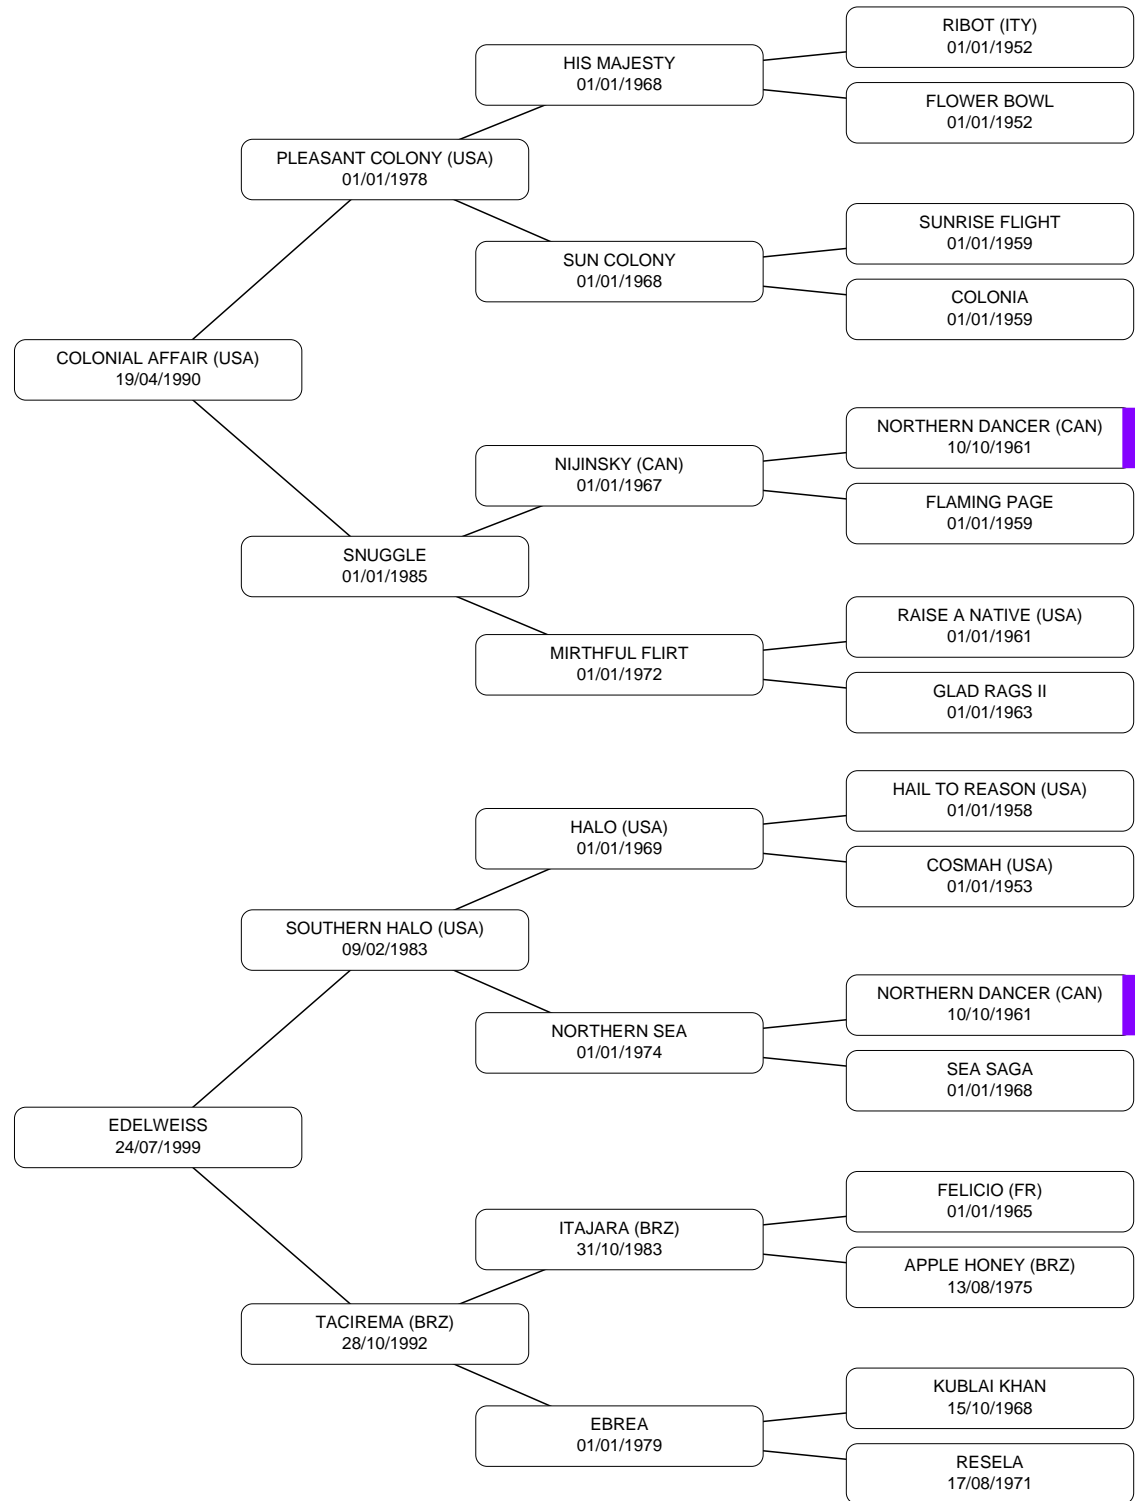 RIBOT (ITY)
01/01/1952
HIS MAJESTY
01/01/1968
FLOWER BOWL
01/01/1952
PLEASANT COLONY (USA)
01/01/1978
SUNRISE FLIGHT
01/01/1959
SUN COLONY
01/01/1968
COLONIA
01/01/1959
COLONIAL AFFAIR (USA)
19/04/1990
NORTHERN DANCER (CAN)
10/10/1961
NIJINSKY (CAN)
01/01/1967
FLAMING PAGE
01/01/1959
SNUGGLE
01/01/1985
RAISE A NATIVE (USA)
01/01/1961
MIRTHFUL FLIRT
01/01/1972
GLAD RAGS II
01/01/1963
HAIL TO REASON (USA)
01/01/1958
HALO (USA)
01/01/1969
COSMAH (USA)
01/01/1953
SOUTHERN HALO (USA)
09/02/1983
NORTHERN DANCER (CAN)
10/10/1961
NORTHERN SEA
01/01/1974
SEA SAGA
01/01/1968
EDELWEISS
24/07/1999
FELICIO (FR)
01/01/1965
ITAJARA (BRZ)
31/10/1983
APPLE HONEY (BRZ)
13/08/1975
TACIREMA (BRZ)
28/10/1992
KUBLAI KHAN
15/10/1968
EBREA
01/01/1979
RESELA
17/08/1971